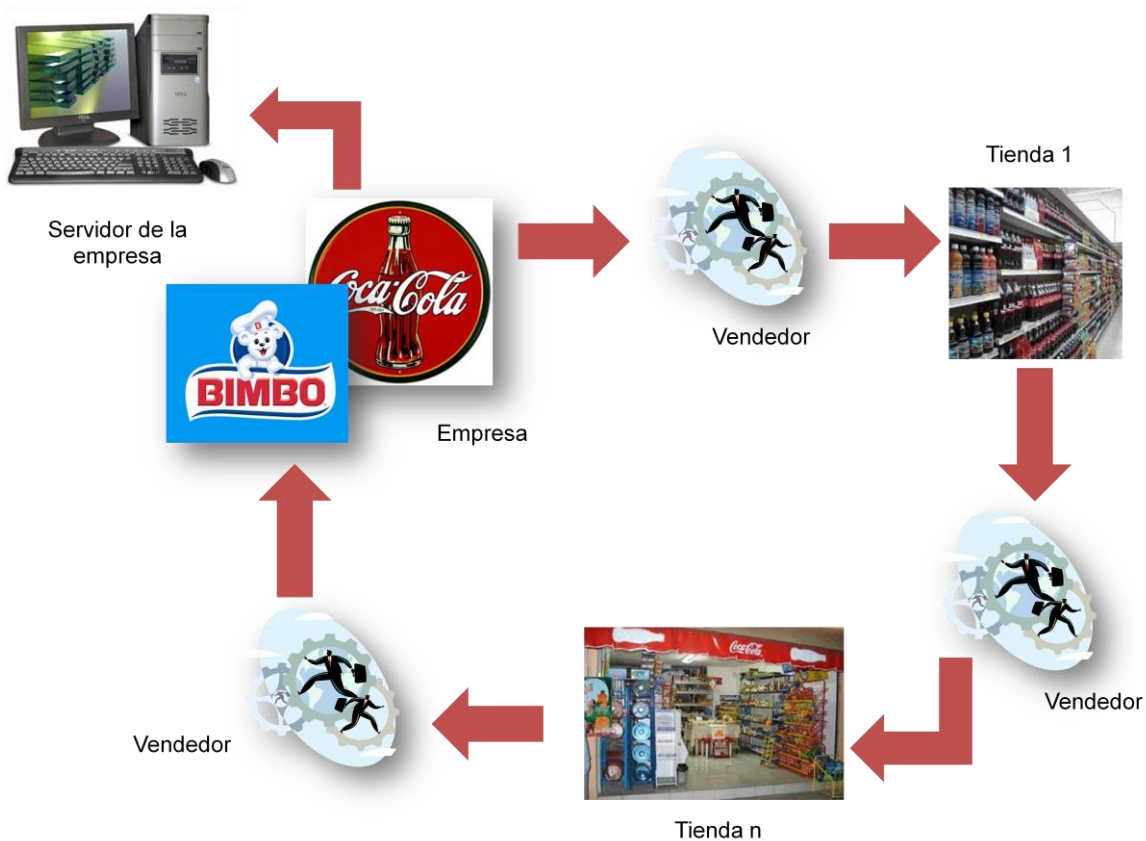 Tienda 1
Servidor de la
empresa
Coca-Cola
BIMBO
Vendedor
Empresa
Coca-Cola
Vendedor
Vendedor
Tienda n